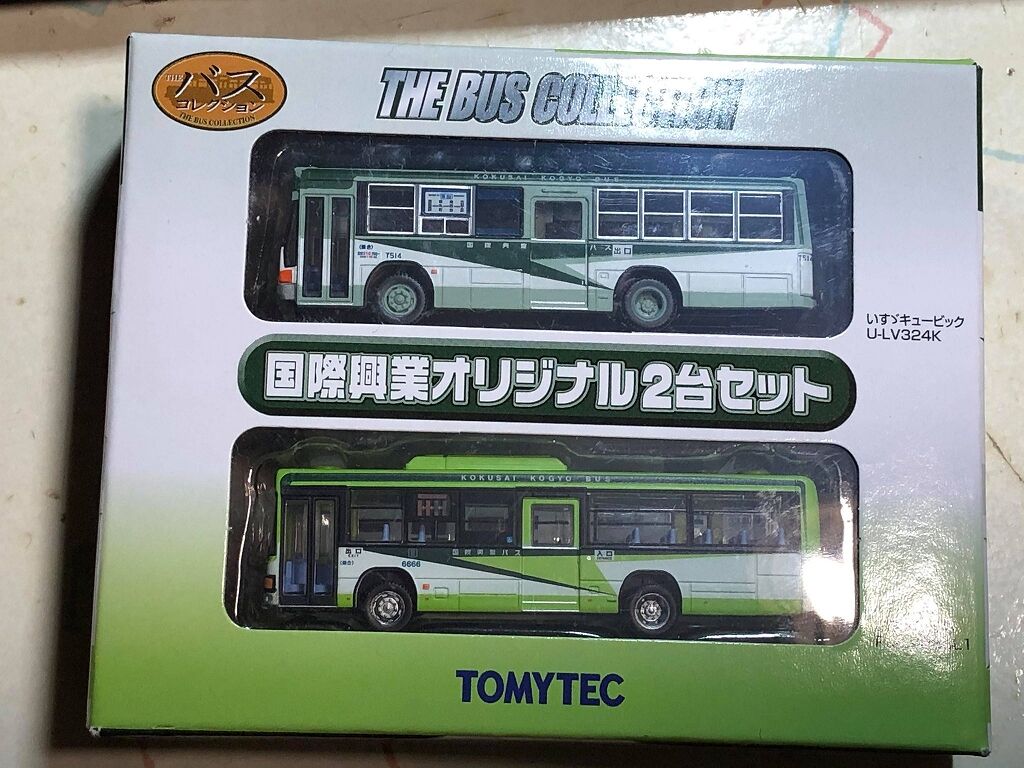 THE
バス
コレクション
THE BUS COLLECTION
THE BUS COLLECTION
KOKUSAI KOGYO BUS
国際興業 バス 出口
T514
T514
いすゞキュービック
U-LV324K
国際興業オリジナル2台セット
KOKUSAI KOGYO BUS
出口
EXIT
国際興業バス
入口
6666
TOMYTEC